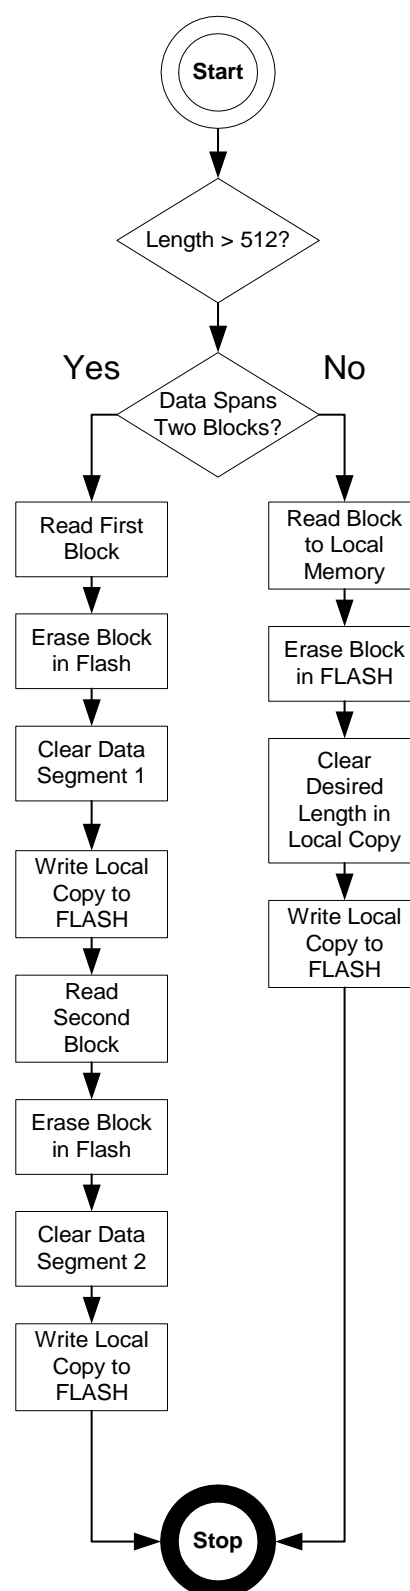 Start
Length > 512?
Yes
No
Data Spans
Two Blocks?
Read First
Block
Erase Block
in Flash
Clear Data
Segment 1
Write Local
Copy to
FLASH
Read
Second
Block
Erase Block
in Flash
Clear Data
Segment 2
Write Local
Copy to
FLASH
Read Block
to Local
Memory
Erase Block
in FLASH
Clear
Desired
Length in
Local Copy
Write Local
Copy to
FLASH
Stop